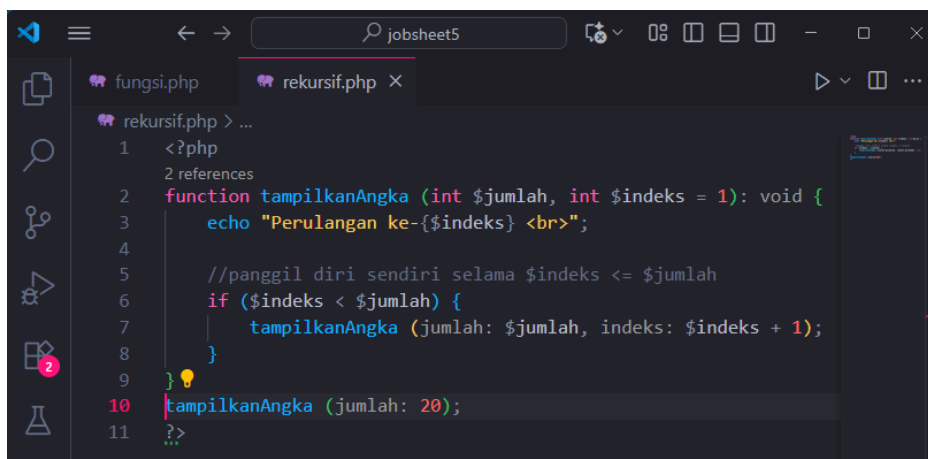 jobsheet5
fungsi.php
rekursif.php
rekursif.php > ...
1 <?php
2 references
2 function tampilkanAngka (int $jumlah, int $indeks = 1): void {
3 echo "Perulangan ke-{$indeks} <br>";
4
5 //panggil diri sendiri selama $indeks <= $jumlah
6 if ($indeks < $jumlah) {
7 tampilkanAngka (jumlah: $jumlah, indeks: $indeks + 1);
8 }
9 }
10 tampilkanAngka (jumlah: 20);
11 ?>
2